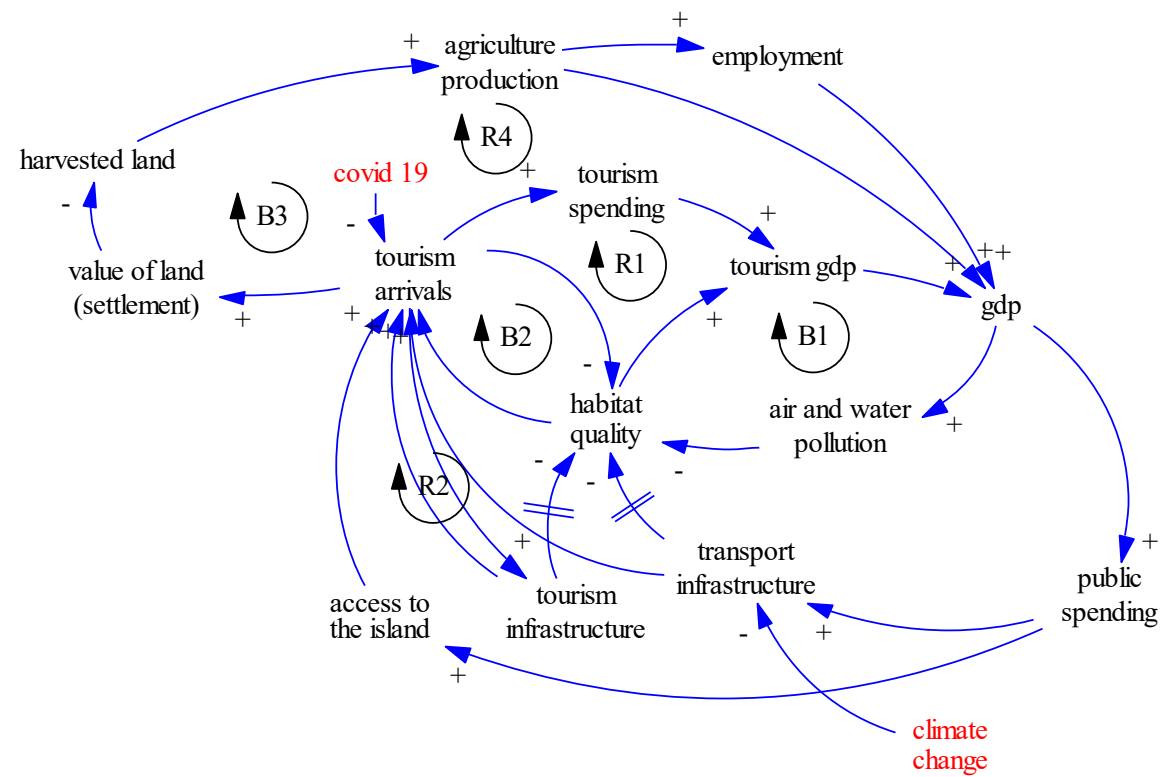 +
agriculture
production
+
employment
harvested land
R4
covid 19
+
tourism
spending
-
B3
-
+
tourism
arrivals
value of land
(settlement)
R1
tourism gdp
+
++
gdp
+
+
+
+++
B2
B1
-
habitat
quality
air and water
pollution
+
-
-
-
R2
+
+
transport
infrastructure
public
spending
access to
the island
tourism
infrastructure
-
+
+
climate
change